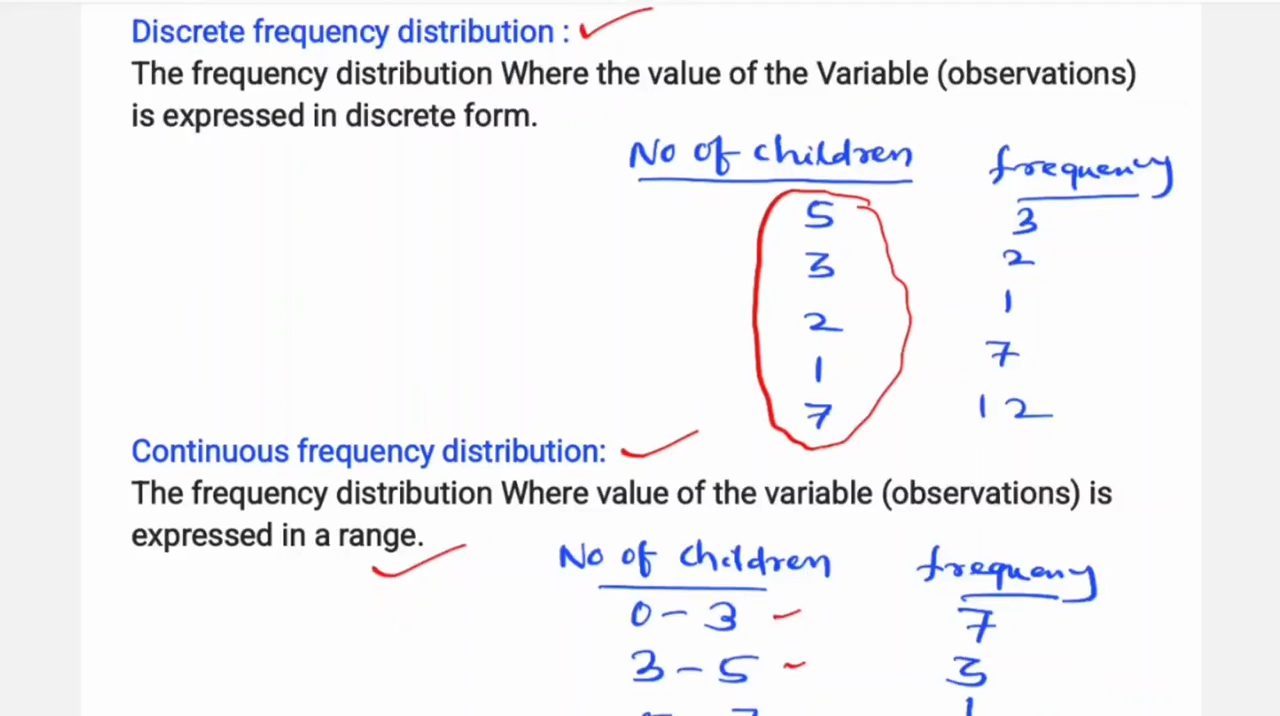 Discrete frequency distribution :
The frequency distribution Where the value of the Variable (observations)
is expressed in discrete form.
No of children frequency
5 3
3 2
2 1
1 7
7 12
Continuous frequency distribution:
The frequency distribution Where value of the variable (observations) is
expressed in a range.
No of children frequeny
0 - 3 7
3 - 5 3